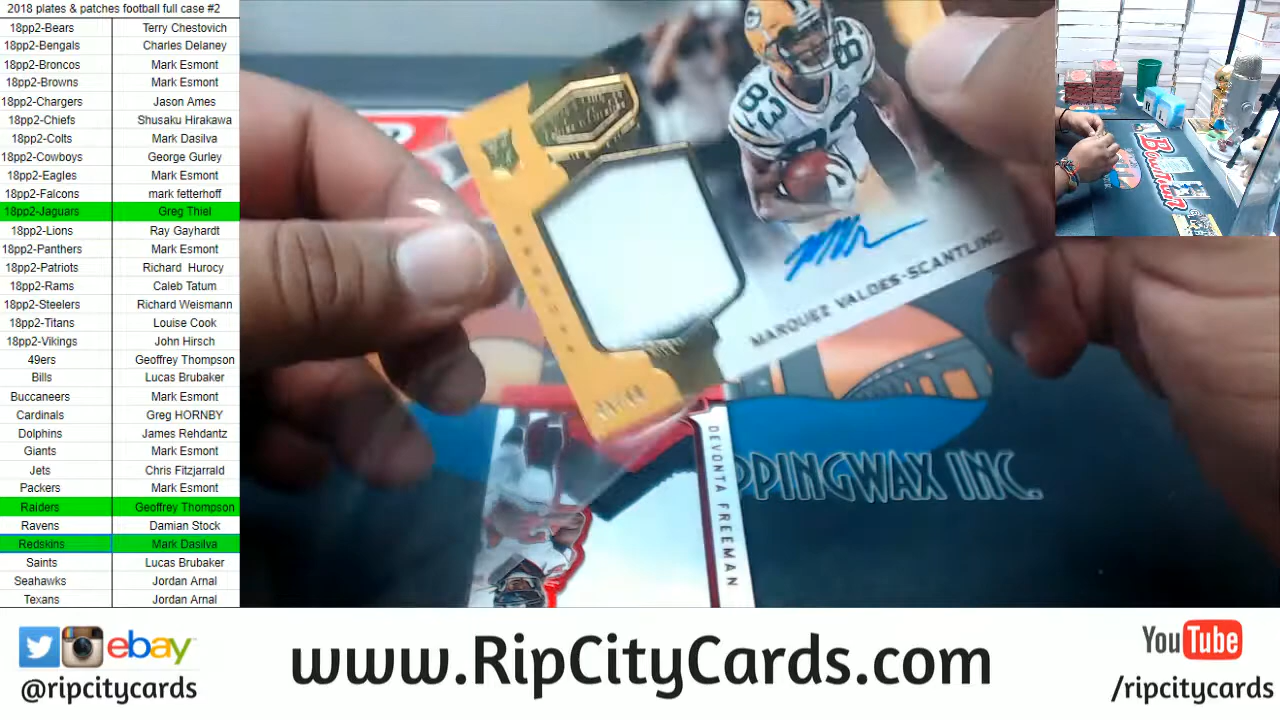 2018 plates & patches football full case #2
18pp2-Bears Terry Chestovich
18pp2-Bengals Charles Delaney
18pp2-Broncos Mark Esmont
18pp2-Browns Mark Esmont
18pp2-Chargers Jason Ames
18pp2-Chiefs Shusaku Hirakawa
18pp2-Colts Mark Dasilva
18pp2-Cowboys George Gurley
18pp2-Eagles Mark Esmont
18pp2-Falcons mark fetterhoff
18pp2-Jaguars Greg Thiel
18pp2-Lions Ray Gayhardt
18pp2-Panthers Mark Esmont
18pp2-Patriots Richard Hurocy
18pp2-Rams Caleb Tatum
18pp2-Steelers Richard Weismann
18pp2-Titans Louise Cook
18pp2-Vikings John Hirsch
49ers Geoffrey Thompson
Bills Lucas Brubaker
Buccaneers Mark Esmont
Cardinals Greg HORNBY
Dolphins James Rehdantz
Giants Mark Esmont
Jets Chris Fitzjarrald
Packers Mark Esmont
Raiders Geoffrey Thompson
Ravens Damian Stock
Redskins Mark Dasilva
Saints Lucas Brubaker
Seahawks Jordan Arnal
Texans Jordan Arnal
83
83
MARQUEZ VALDES-SCANTLING
DEVONTA FREEMAN
PPINGWAX INC.
Bowman
ebay
@ripcitycards
www.RipCityCards.com
YouTube
/ripcitycards